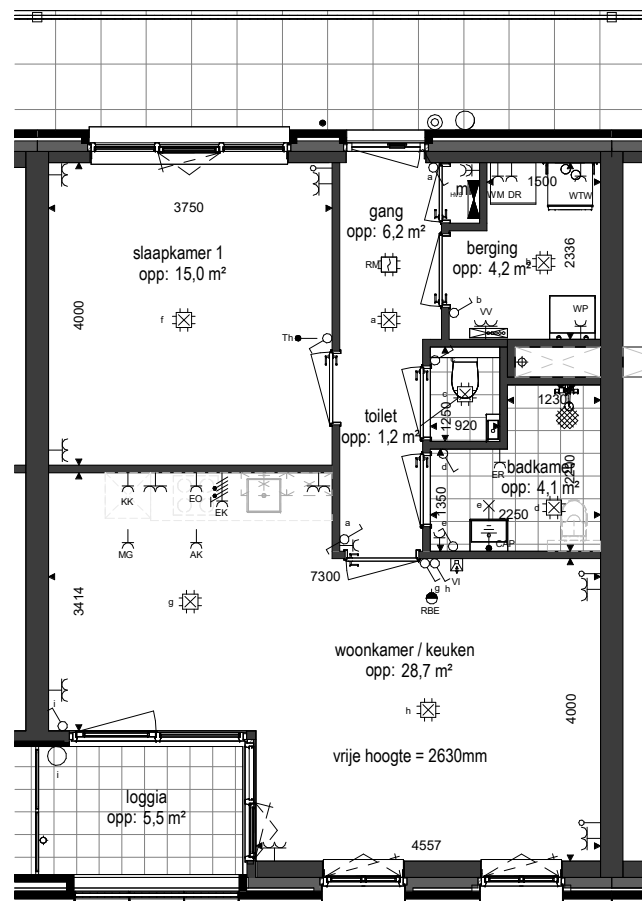 a
HWS
m
WM DR
1500
WTW
3750
gang
opp: 6,2 m²
slaapkamer 1
opp: 15,0 m²
berging
opp: 4,2 m²
b
2336
RM
4000
f
a
b
VV
WP
Th
c
1250
920
1230
toilet
opp: 1,2 m²
d
ER
badkamer
opp: 4,1 m²
2200
1350
e
2250
d
e
CAP
KK
EO
EK
a
MG
AK
7300
g
h
VI
RBE
3414
g
woonkamer / keuken
opp: 28,7 m²
h
4000
i
vrije hoogte = 2630mm
i
loggia
opp: 5,5 m²
4557